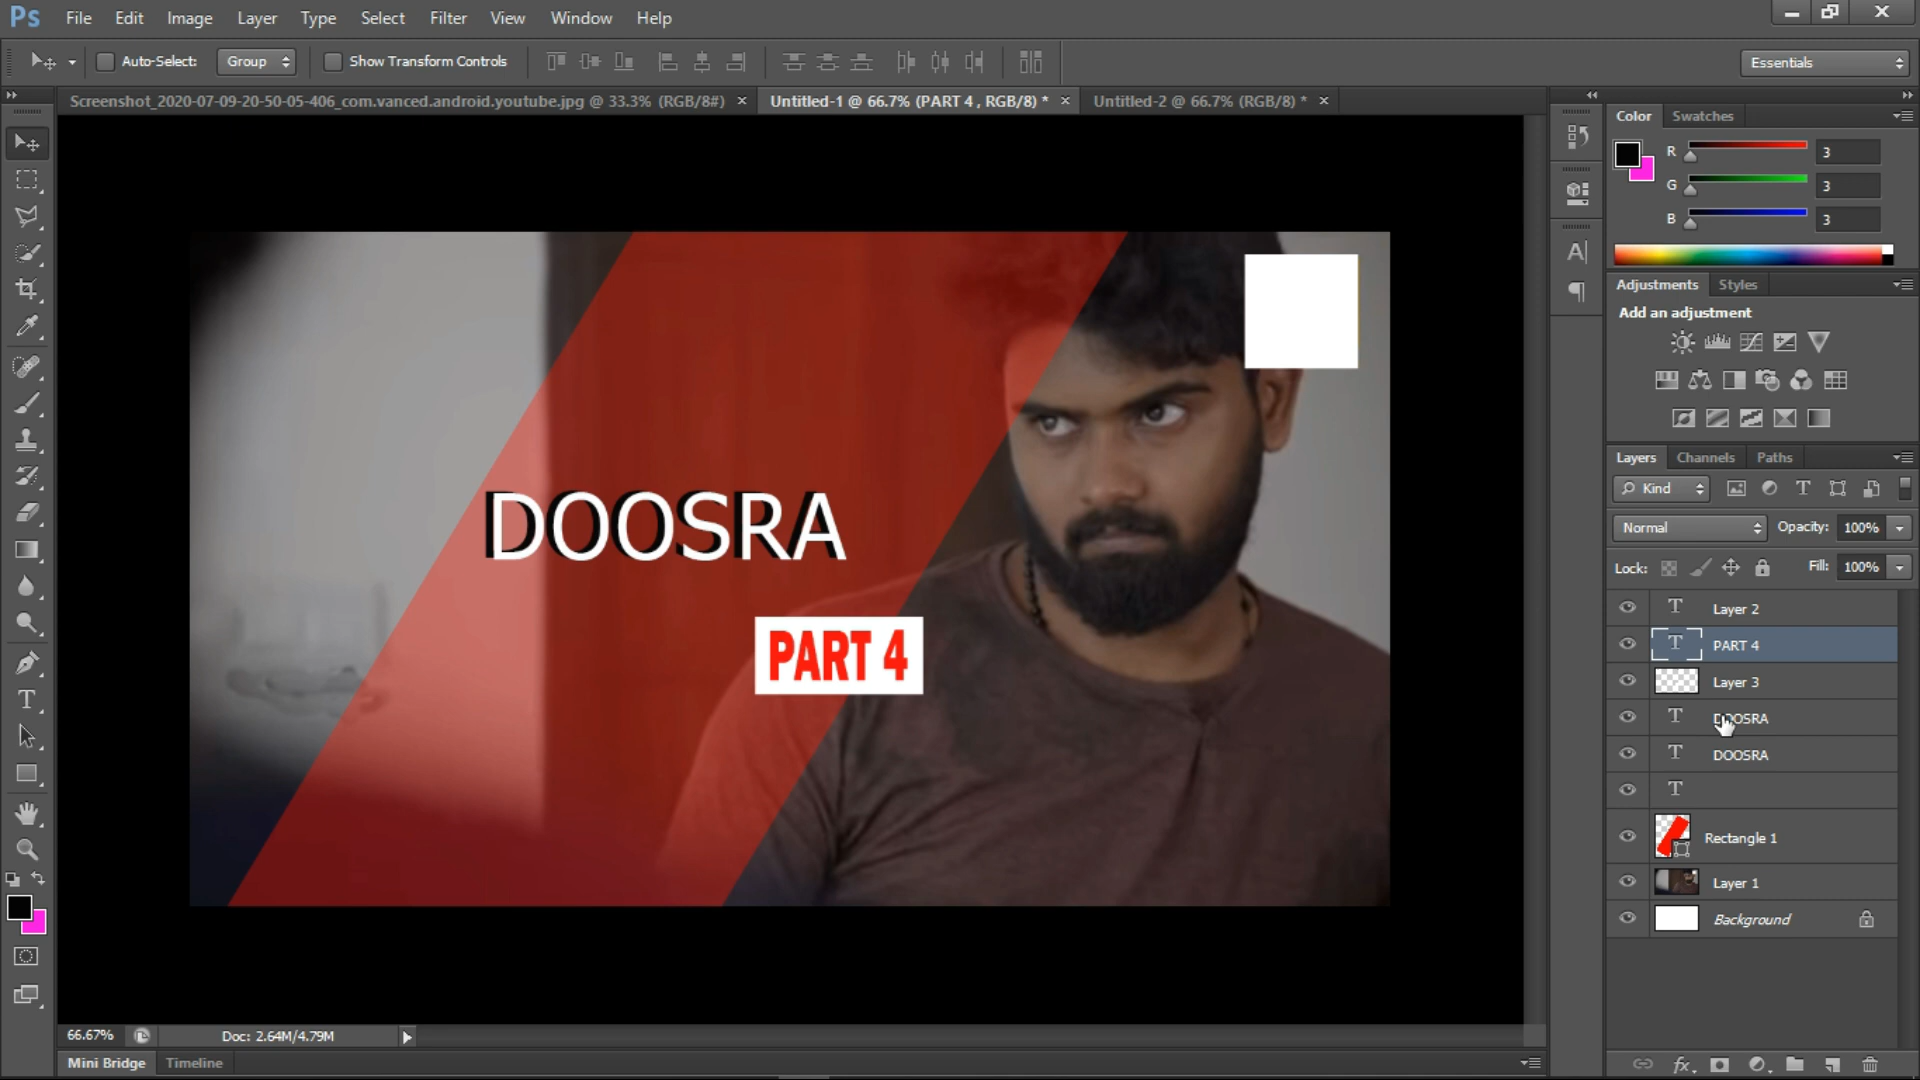 Ps File Edit Image Layer Type Select Filter View Window Help
Auto-Select: Group Show Transform Controls Essentials
Screenshot_2020-07-09-20-50-05-406_com.vanced.android.youtube.jpg @ 33.3% (RGB/8#) × Untitled-1 @ 66.7% (PART 4 , RGB/8) * × Untitled-2 @ 66.7% (RGB/8) * ×
Color Swatches
R 3
G 3
B 3
Adjustments Styles
Add an adjustment
Layers Channels Paths
Kind
Normal Opacity: 100%
Lock: Fill: 100%
Layer 2
PART 4
Layer 3
DOOSRA
DOOSRA
Rectangle 1
Layer 1
Background
DOOSRA
PART 4
66.67% Doc: 2.64M/4.79M
Mini Bridge Timeline